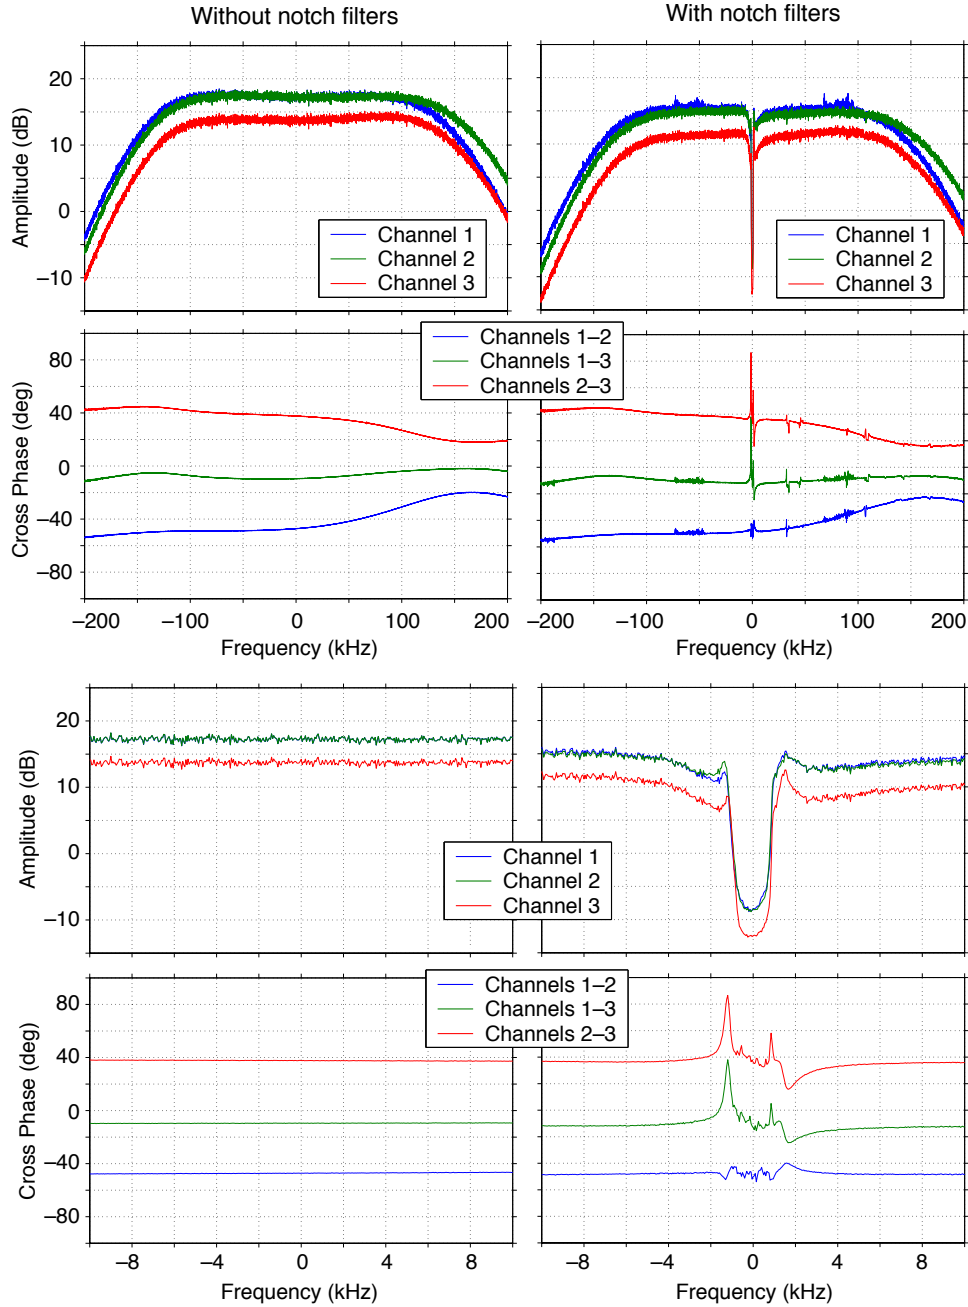 Without notch filters
With notch filters
Amplitude (dB)
20
10
0
–10
Channel 1
Channel 2
Channel 3
Channel 1
Channel 2
Channel 3
Cross Phase (deg)
80
40
0
–40
–80
Channels 1–2
Channels 1–3
Channels 2–3
–200 –100 0 100 200
–200 –100 0 100 200
Frequency (kHz)
Frequency (kHz)
Amplitude (dB)
20
10
0
–10
Channel 1
Channel 2
Channel 3
Cross Phase (deg)
80
40
0
–40
–80
Channels 1–2
Channels 1–3
Channels 2–3
–8 –4 0 4 8
–8 –4 0 4 8
Frequency (kHz)
Frequency (kHz)